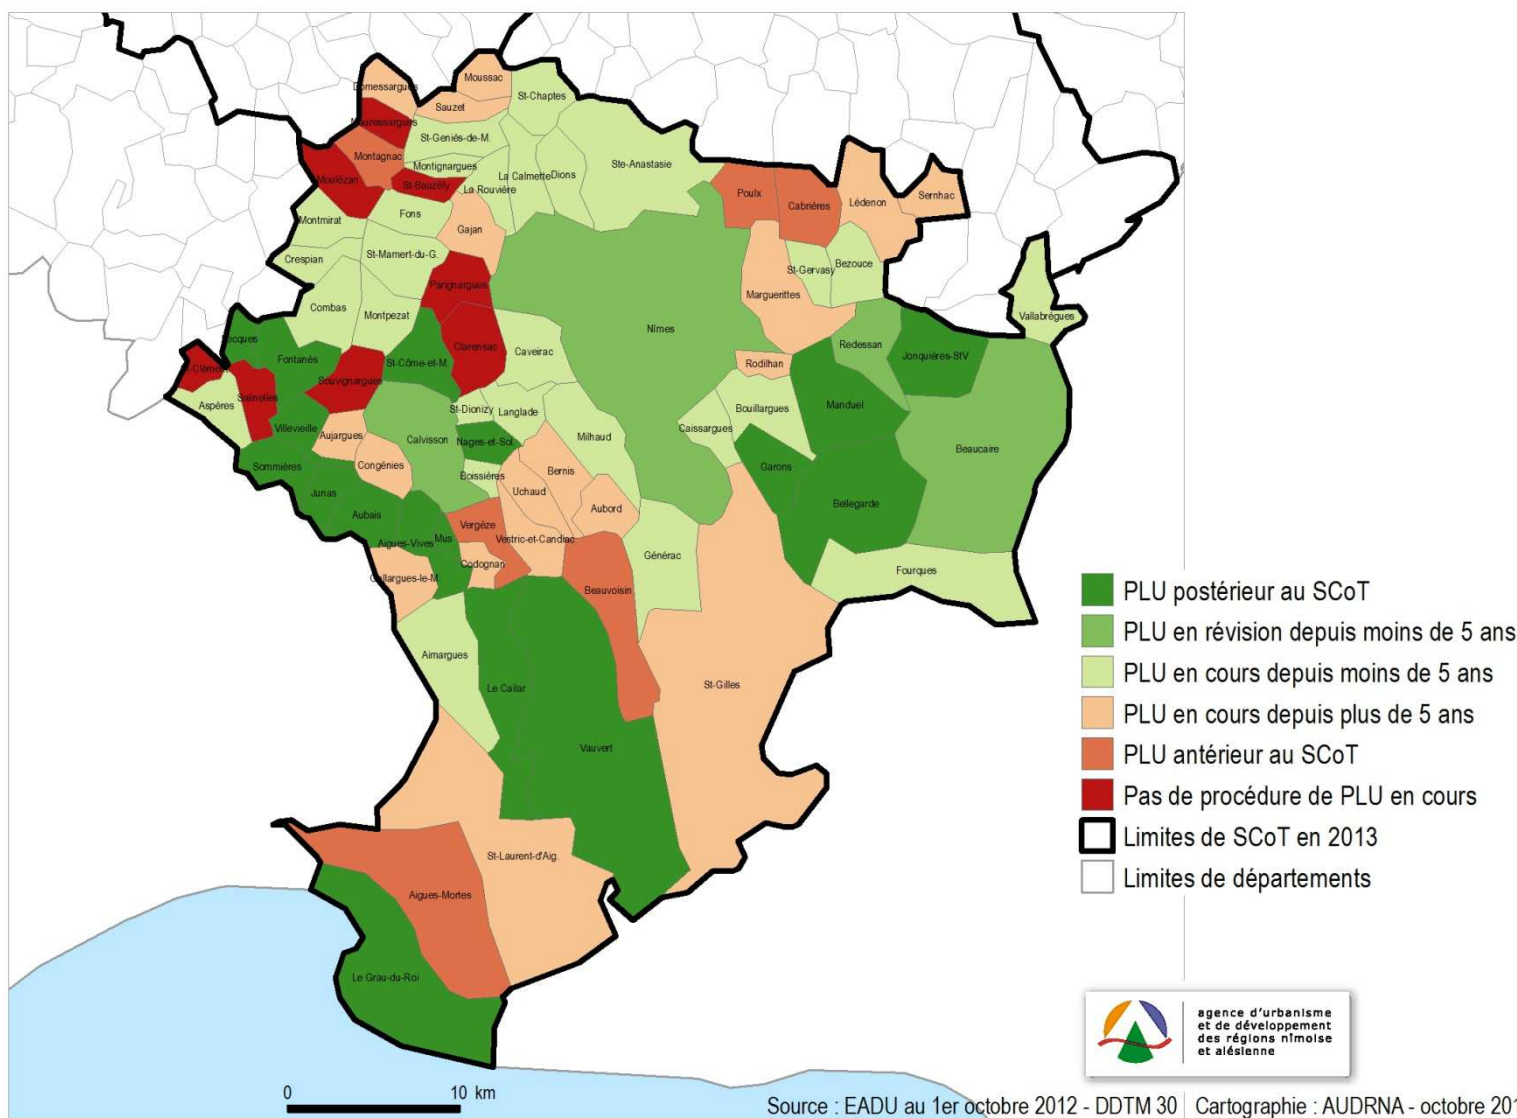 Domessargues
Moussac
Sauzet
St-Chaptes
Mauressargues
St-Geniés-de-M.
Montagnac
Montignargues
Ste-Anastasie
Moulézan
St-Bauzély
La Rouvière
La Calmette
Dions
Poulx
Cabrières
Lédenon
Sernhac
Montmirat
Fons
Gajan
Crespian
St-Mamert-du-G.
St-Gervasy
Bezouce
Parignargues
Marguerittes
Combas
Montpezat
Vallabrègues
Nîmes
Clarensac
Caveirac
Redessan
Jonquières-StV
Fontanès
St-Côme-et-M.
Rodilhan
Souvignargues
Salinelles
Aspères
St-Dionizy
Langlade
Bouillargues
Manduel
Villevieille
Aujargues
Calvisson
Nages-et-Sol.
Milhaud
Caissargues
Beaucaire
Sommières
Congénies
Boissières
Bernis
Garons
Junas
Uchaud
Aubord
Bellegarde
Aubais
Vergèze
Aigues-Vives
Mus
Vestric-et-Candiac
Codognan
Générac
Fourques
Gallargues-le-M.
Beauvoisin
Aimargues
Le Cailar
St-Gilles
Vauvert
St-Laurent-d'Aig.
Aigues-Mortes
Le Grau-du-Roi
PLU postérieur au SCoT
PLU en révision depuis moins de 5 ans
PLU en cours depuis moins de 5 ans
PLU en cours depuis plus de 5 ans
PLU antérieur au SCoT
Pas de procédure de PLU en cours
Limites de SCoT en 2013
Limites de départements
agence d'urbanisme
et de développement
des régions nîmoise
et alésienne
0 10 km
Source : EADU au 1er octobre 2012 - DDTM 30 Cartographie : AUDRNA - octobre 201